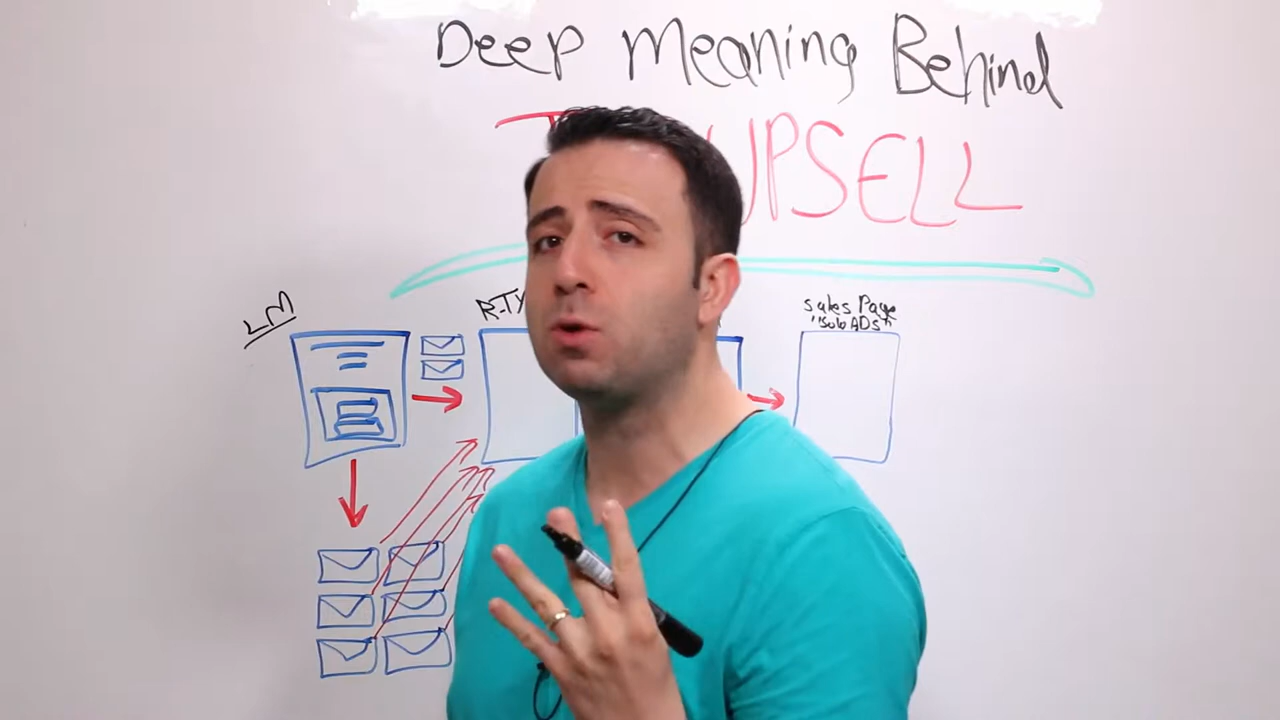 Deep Meaning Behind
UPSELL
LM
R-TY
Sales Page
"Solo ADS"